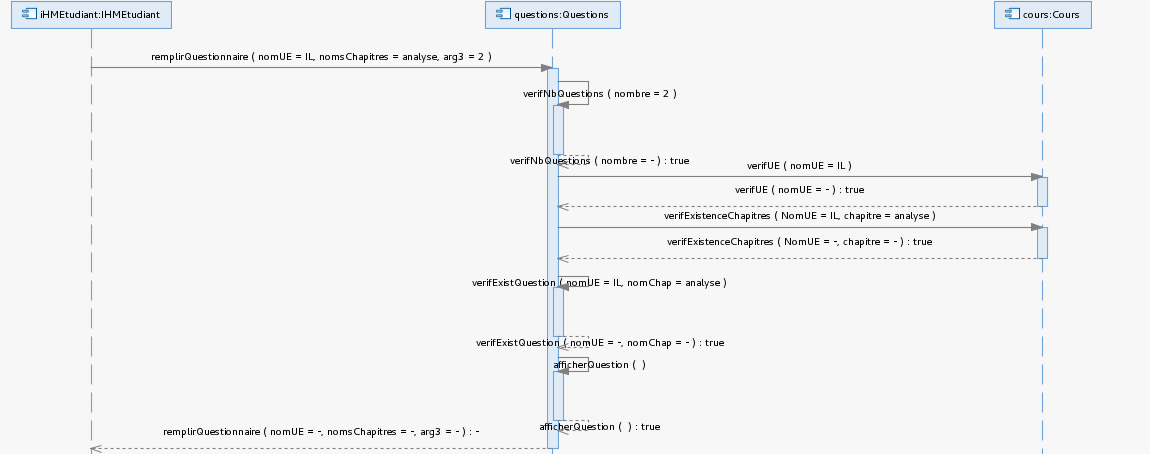 iHMEtudiant:IHMEtudiant
questions:Questions
cours:Cours
remplirQuestionnaire ( nomUE = IL, nomsChapitres = analyse, arg3 = 2 )
verifNbQuestions ( nombre = 2 )
verifNbQuestions ( nombre = - ) : true
verifUE ( nomUE = IL )
verifUE ( nomUE = - ) : true
verifExistenceChapitres ( NomUE = IL, chapitre = analyse )
verifExistenceChapitres ( NomUE = -, chapitre = - ) : true
verifExistQuestion ( nomUE = IL, nomChap = analyse )
verifExistQuestion ( nomUE = -, nomChap = - ) : true
afficherQuestion ( )
afficherQuestion ( ) : true
remplirQuestionnaire ( nomUE = -, nomsChapitres = -, arg3 = - ) : -